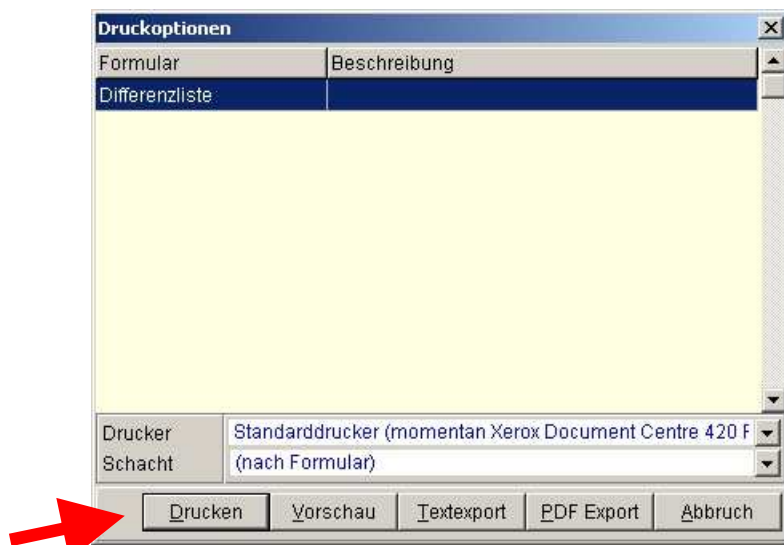 Druckoptionen
Formular Beschreibung
Differenzliste
Drucker Standarddrucker (momentan Xerox Document Centre 420 F
Schacht (nach Formular)
Drucken Vorschau Textexport PDF Export Abbruch